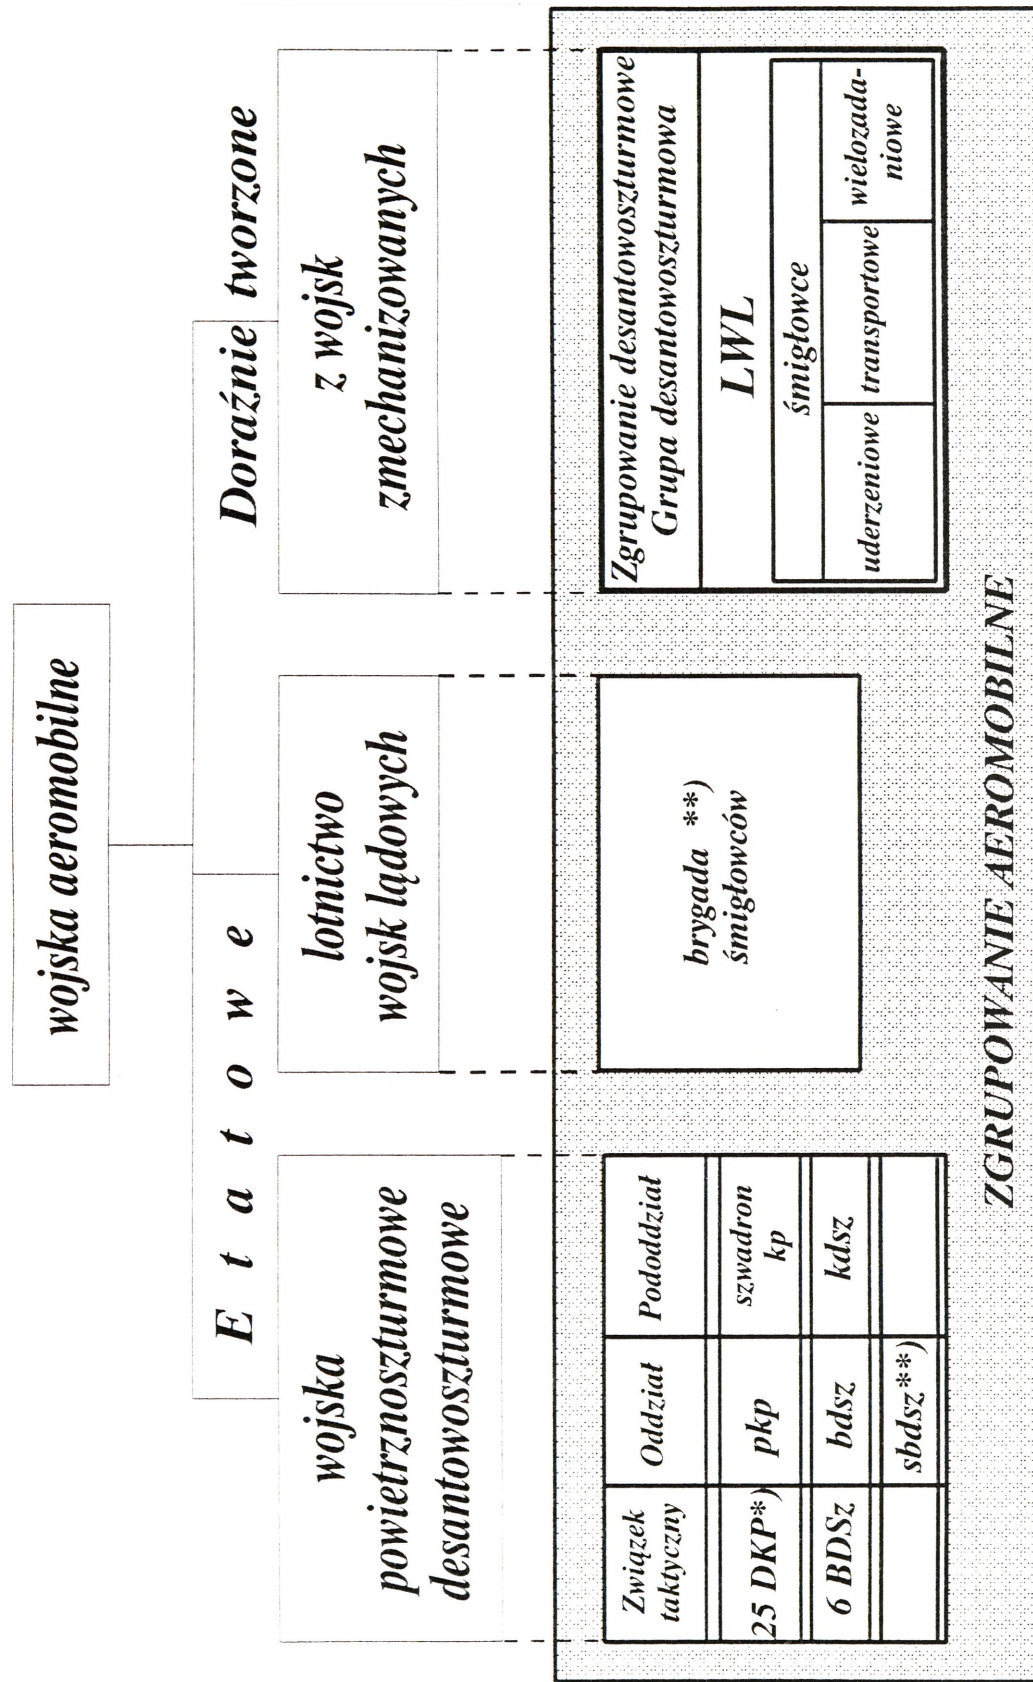 wojska aeromobilne
E t a t o w e
Doraźnie tworzone
wojska
powietrznoszturmowe
desantowoszturmowe
lotnictwo
wojsk lądowych
z wojsk
zmechanizowanych
Związek
taktyczny
Oddział
Pododdział
25 DKP*)
pkp
szwadron
kp
6 BDSz
bdsz
kdsz
sbdsz**)
brygada **)
śmigłowców
Zgrupowanie desantowoszturmowe
Grupa desantowoszturmowa
LWL
śmigłowce
uderzeniowe
transportowe
wielozada-
niowe
ZGRUPOWANIE AEROMOBILNE